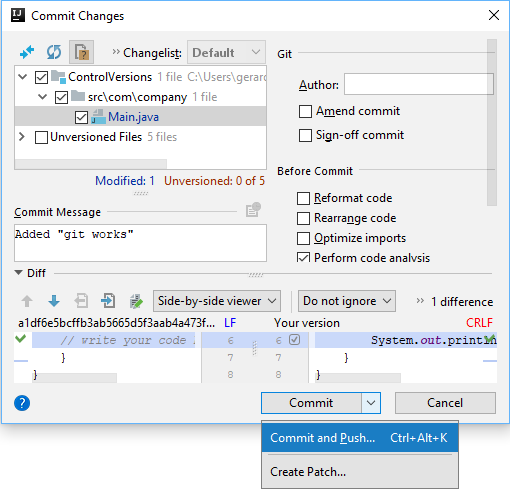 Commit Changes
Changelist: Default
ControlVersions 1 file C:\Users\gerard
src\com\company 1 file
Main.java
Unversioned Files 5 files
Modified: 1 Unversioned: 0 of 5
Commit Message
Added "git works"
Git
Author:
Amend commit
Sign-off commit
Before Commit
Reformat code
Rearrange code
Optimize imports
Perform code analysis
Diff
Side-by-side viewer Do not ignore 1 difference
a1df6e5bcffb3ab5665d5f3aab4a473f... LF Your version CRLF
// write your code 6 6 System.out.println
} 7 7 }
} 8 8 }
Commit Cancel
Commit and Push... Ctrl+Alt+K
Create Patch...